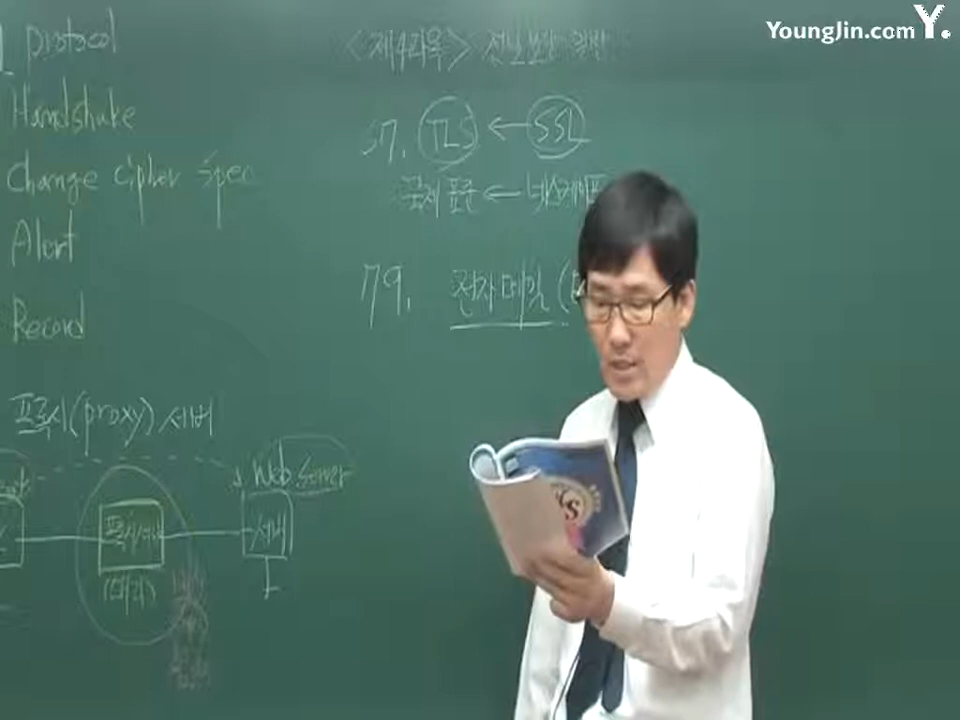 YoungJin.com Y.
Protocol
Handshake
Change Cipher Spec
Alert
Record
프록시(proxy) 서버
Web Server
서버
<제4과목>
57. TLS ← SSL
국제 표준 ← 넷스케이프
79. 전자메일 (